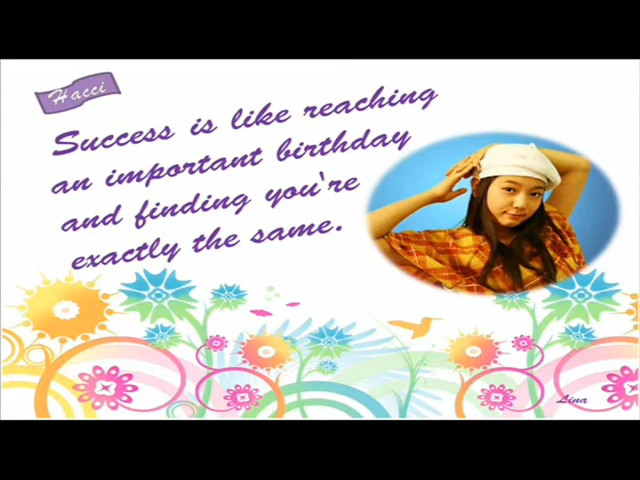 Hacci
Success is like reaching
an important birthday
and finding you're
exactly the same.
Lina